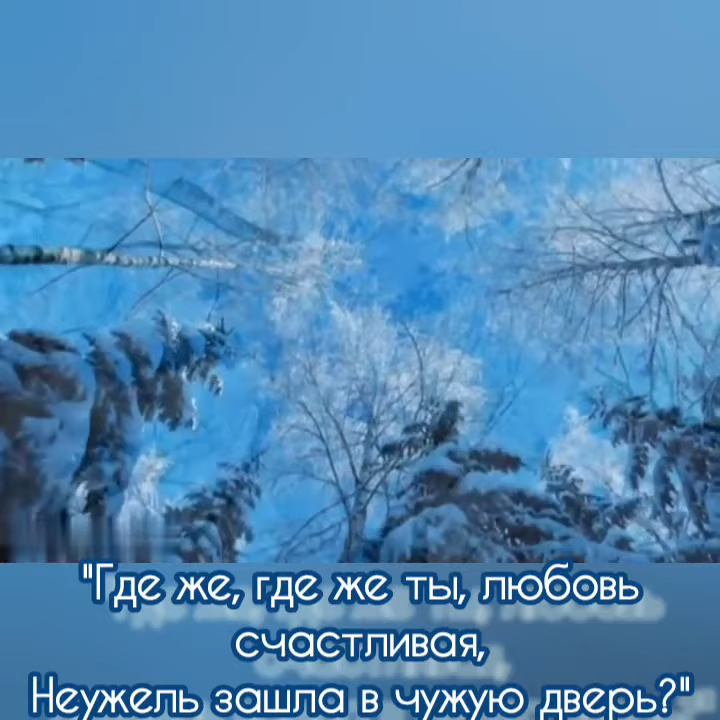 "Где же, где же ты, любовь
счастливая,
Неужель зашла в чужую дверь?"